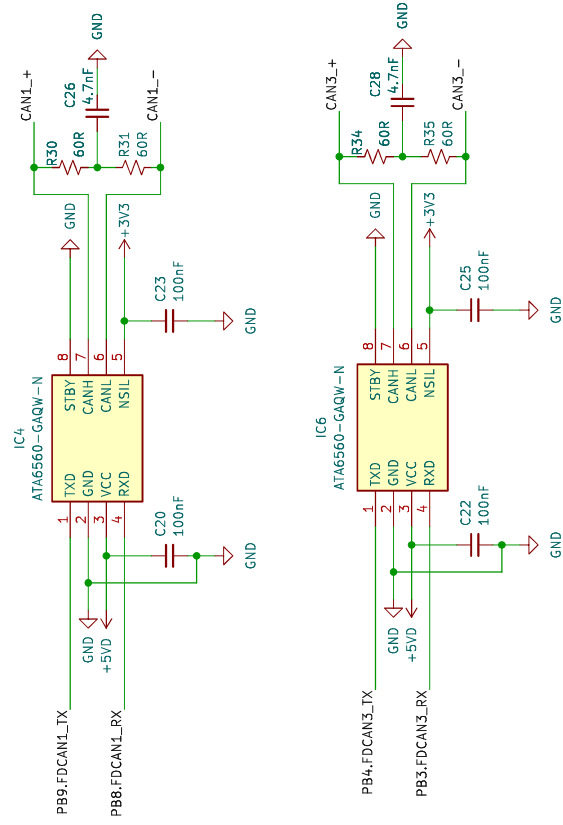 GND
CAN1_+
C26
4.7nF
CAN1_-
R30
60R
R31
60R
GND
+3V3
C23
100nF
GND
8
7
6
5
STBY
CANH
CANL
NSIL
IC4
ATA6560-GAQW-N
TXD
GND
VCC
RXD
1
2
3
4
C20
100nF
GND
GND
+5VD
PB9.FDCAN1_TX
PB8.FDCAN1_RX
GND
CAN3_+
C28
4.7nF
CAN3_-
R34
60R
R35
60R
GND
+3V3
C25
100nF
GND
8
7
6
5
STBY
CANH
CANL
NSIL
IC6
ATA6560-GAQW-N
TXD
GND
VCC
RXD
1
2
3
4
C22
100nF
GND
GND
+5VD
PB4.FDCAN3_TX
PB3.FDCAN3_RX